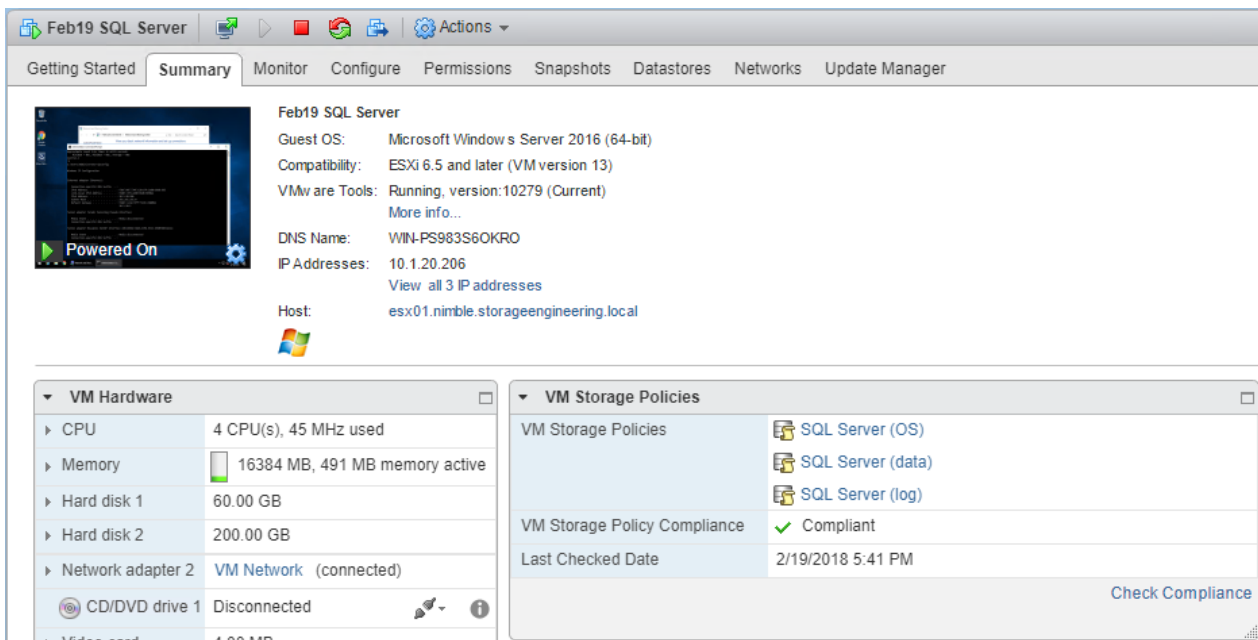 Feb19 SQL Server Actions
Getting Started Summary Monitor Configure Permissions Snapshots Datastores Networks Update Manager
Powered On
Feb19 SQL Server
Guest OS: Microsoft Windows Server 2016 (64-bit)
Compatibility: ESXi 6.5 and later (VM version 13)
VMware Tools: Running, version:10279 (Current)
More info...
DNS Name: WIN-PS983S6OKRO
IP Addresses: 10.1.20.206
View all 3 IP addresses
Host: esx01.nimble.storageengineering.local
VM Hardware
CPU 4 CPU(s), 45 MHz used
Memory 16384 MB, 491 MB memory active
Hard disk 1 60.00 GB
Hard disk 2 200.00 GB
Network adapter 2 VM Network (connected)
CD/DVD drive 1 Disconnected
VM Storage Policies
VM Storage Policies SQL Server (OS)
SQL Server (data)
SQL Server (log)
VM Storage Policy Compliance Compliant
Last Checked Date 2/19/2018 5:41 PM
Check Compliance